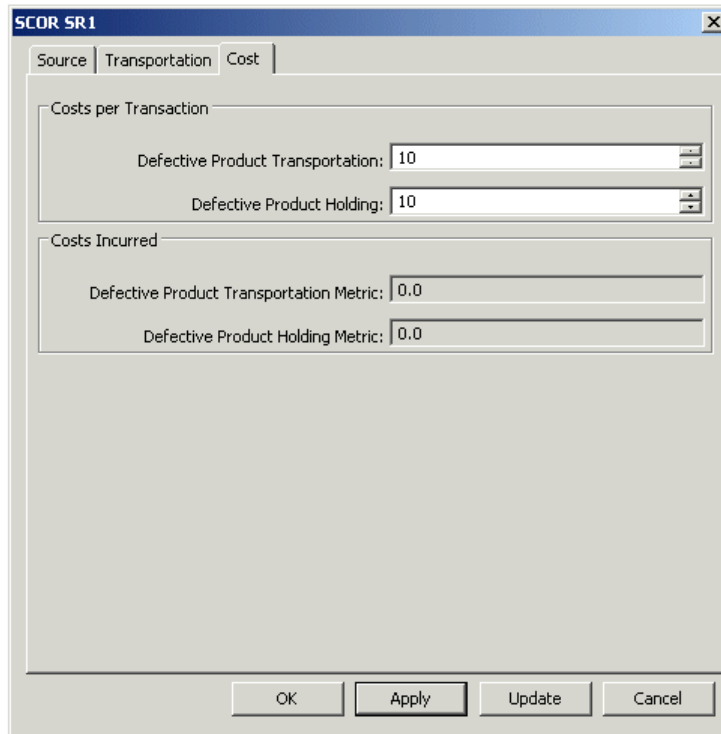 SCOR SR1
Source Transportation Cost
Costs per Transaction
Defective Product Transportation: 10
Defective Product Holding: 10
Costs Incurred
Defective Product Transportation Metric: 0.0
Defective Product Holding Metric: 0.0
OK Apply Update Cancel